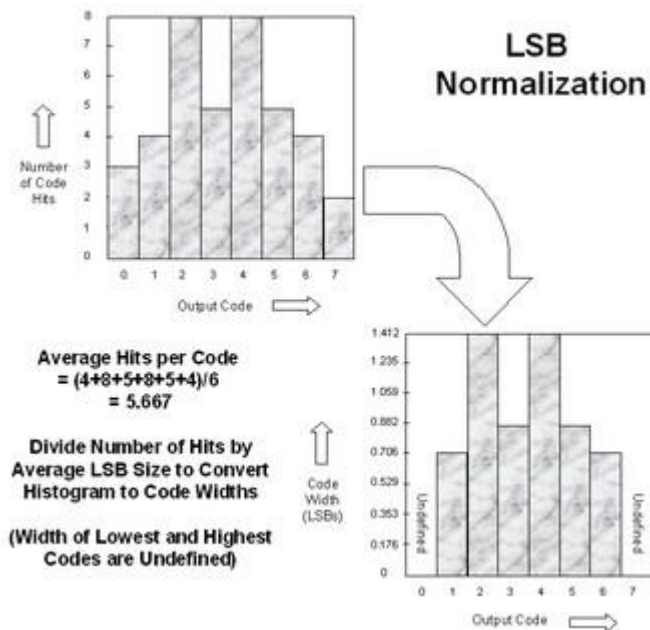 LSB
Normalization
8
7
6
5
4
3
2
1
0
Number
of Code
Hits
0 1 2 3 4 5 6 7
Output Code
Average Hits per Code
= (4+8+5+8+5+4)/6
= 5.667
Divide Number of Hits by
Average LSB Size to Convert
Histogram to Code Widths
(Width of Lowest and Highest
Codes are Undefined)
1.412
1.235
1.059
0.882
0.706
0.529
0.353
0.176
0
Code
Width
(LSBs)
Undefined
Undefined
0 1 2 3 4 5 6 7
Output Code